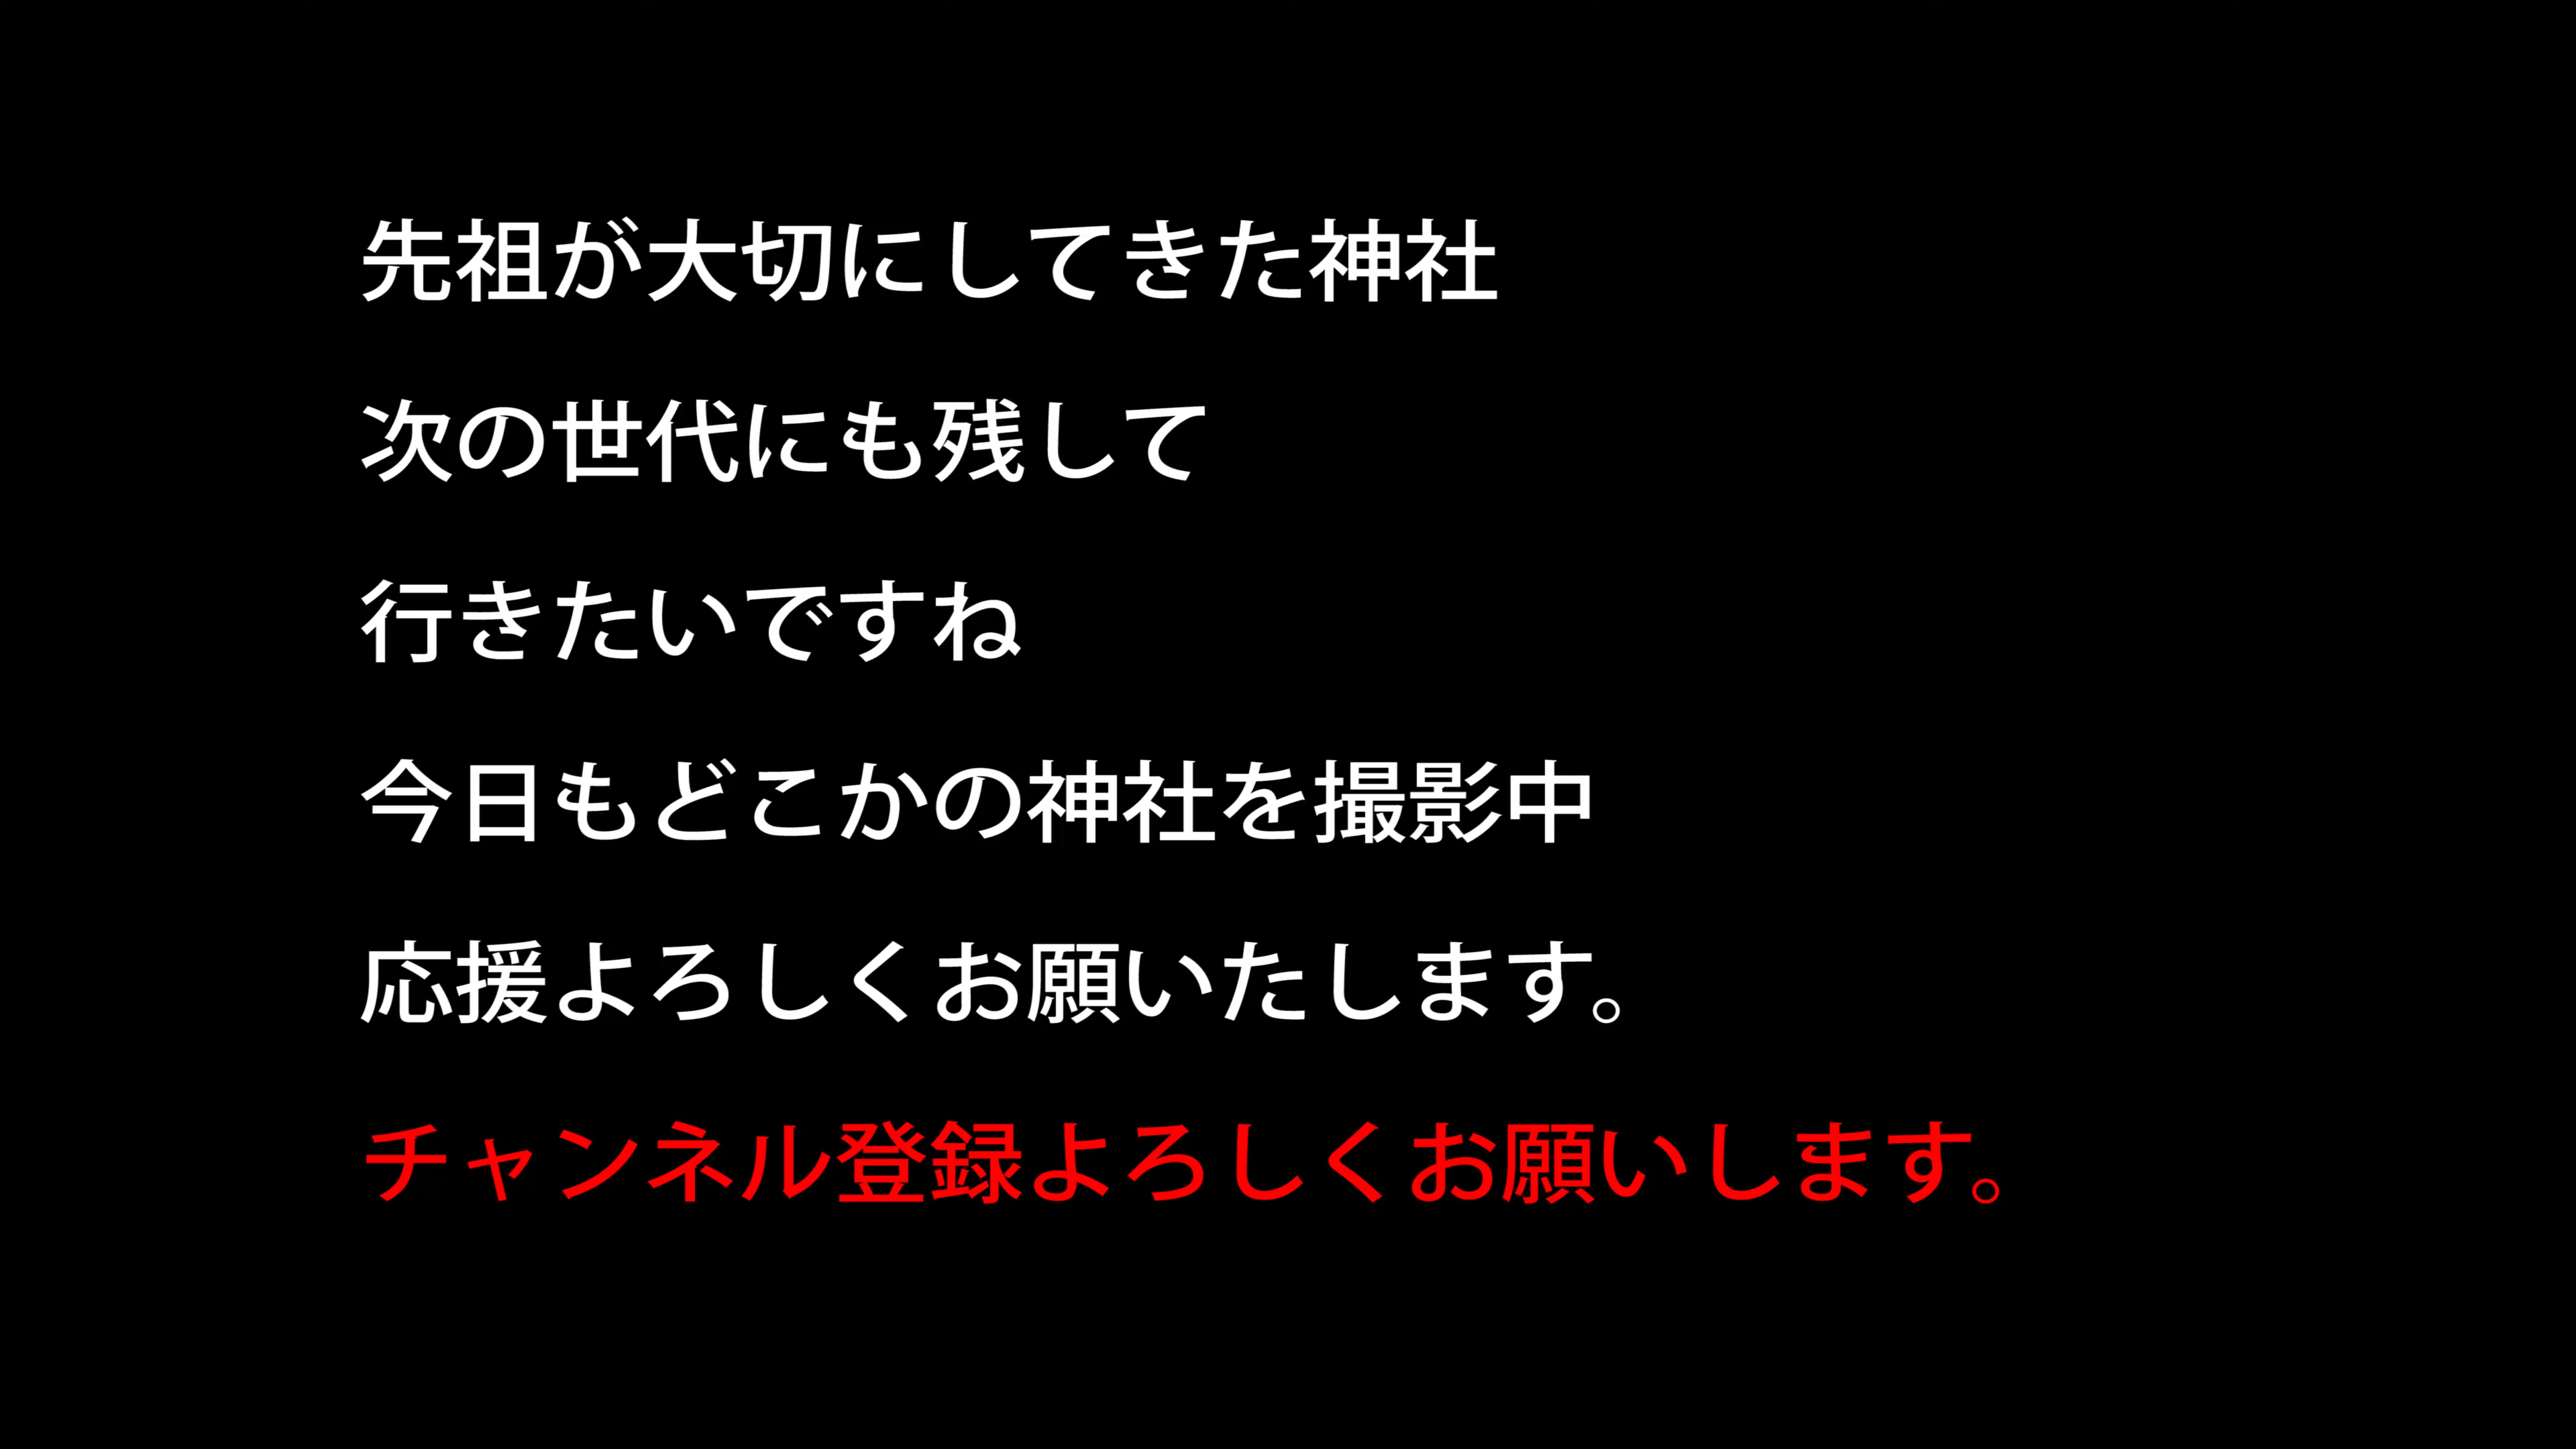 先祖が大切にしてきた神社
次の世代にも残して
行きたいですね
今日もどこかの神社を撮影中
応援よろしくお願いたします。
チャンネル登録よろしくお願いします。